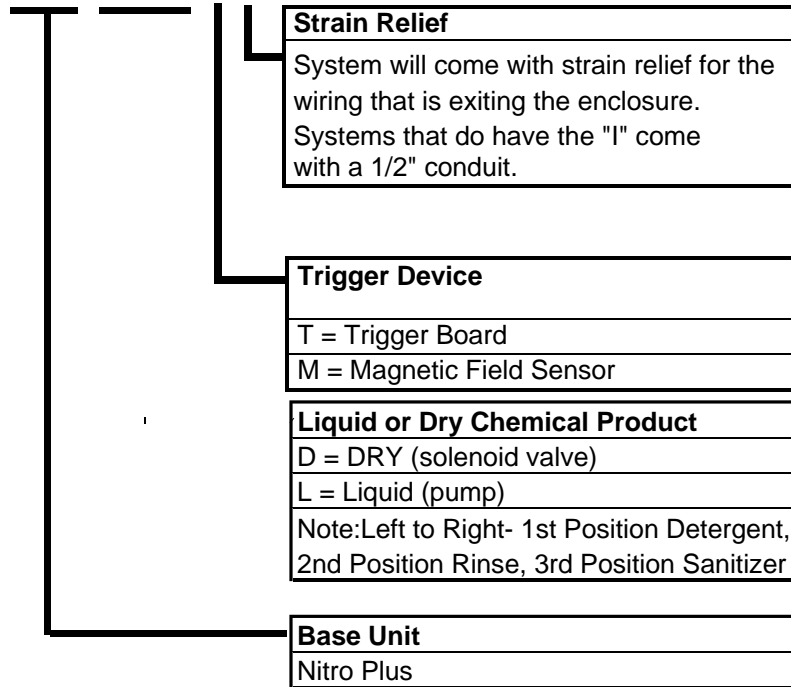 Strain Relief
System will come with strain relief for the
wiring that is exiting the enclosure.
Systems that do have the "I" come
with a 1/2" conduit.
Trigger Device
T = Trigger Board
M = Magnetic Field Sensor
Liquid or Dry Chemical Product
D = DRY (solenoid valve)
L = Liquid (pump)
Note:Left to Right- 1st Position Detergent,
2nd Position Rinse, 3rd Position Sanitizer
Base Unit
Nitro Plus